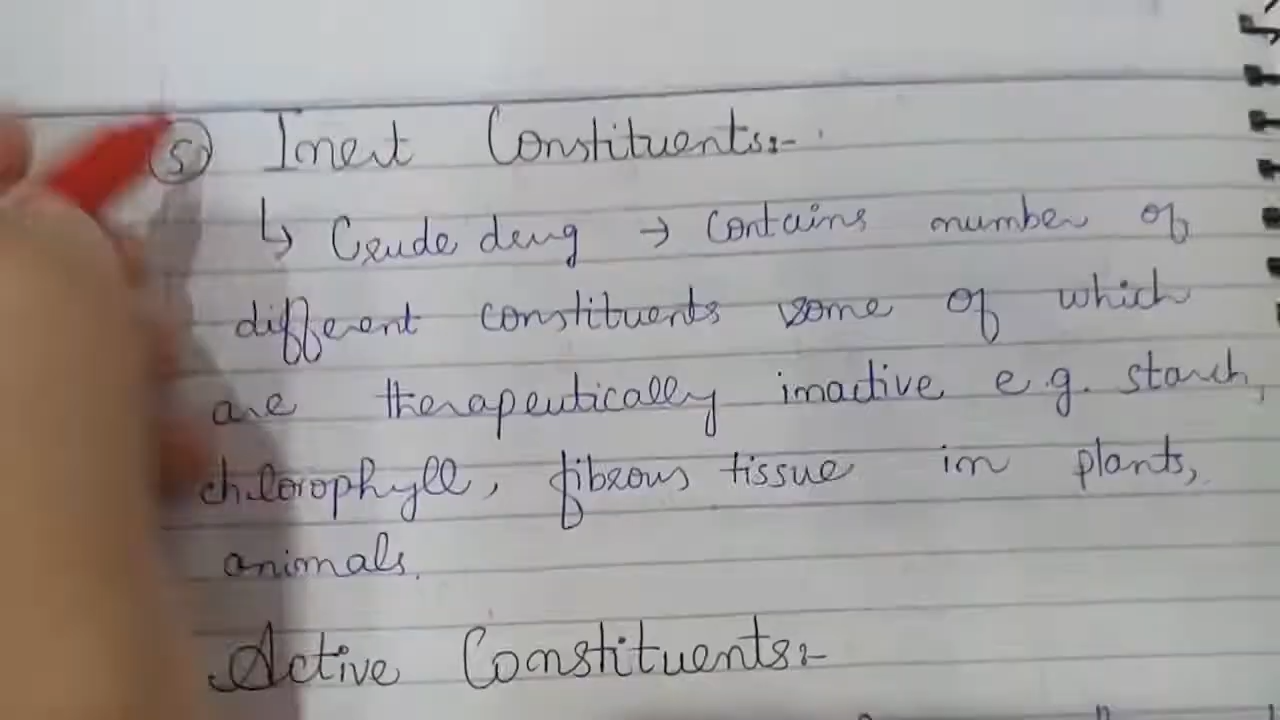 (5) Inert Constituents:-
↳ Crude drug → contains number of
different constituents some of which
are therapeutically inactive e.g. starch,
chlorophyll, fibrous tissue in plants,
animals.
Active Constituents:-